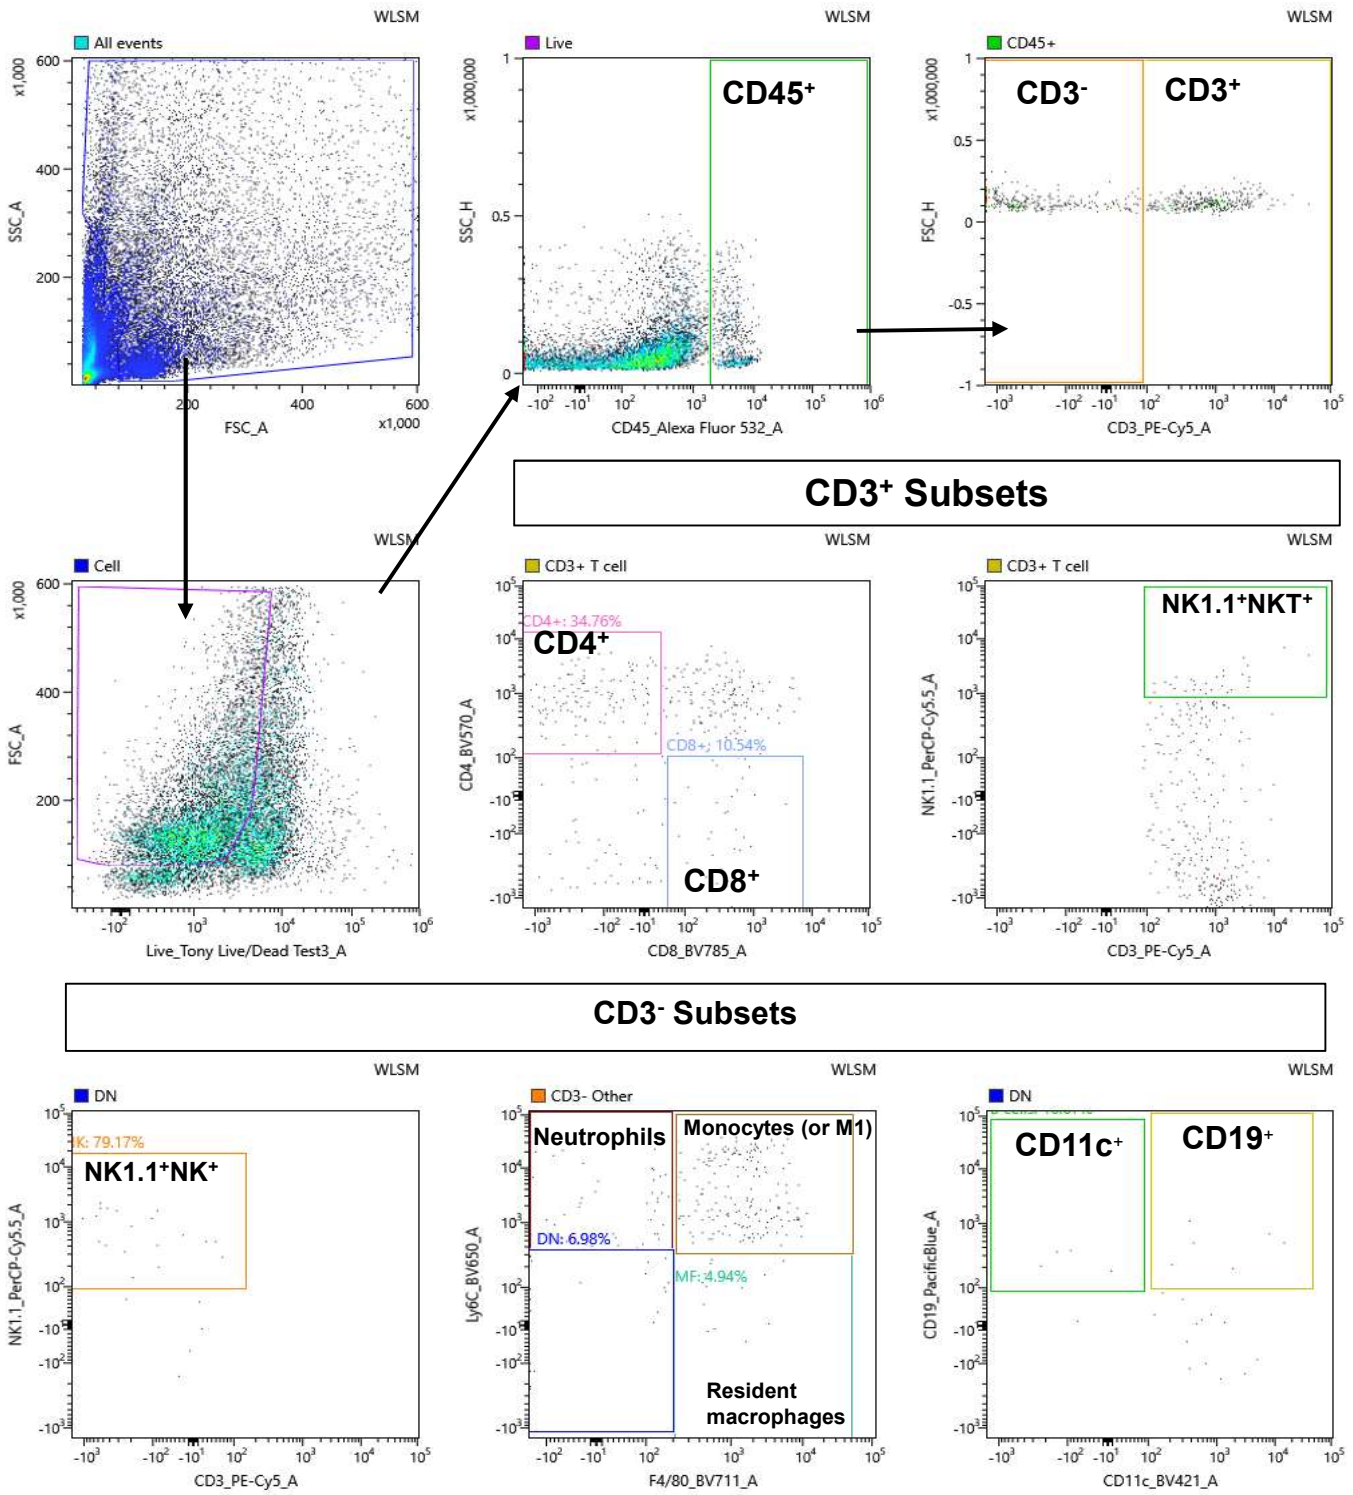 WLSM
All events
x1,000
600
400
200
SSC_A
200
400
600
FSC_A
x1,000
WLSM
Live
x1,000,000
1
0.5
0
SSC_H
CD45⁺
-10² -10¹ 10² 10³ 10⁴ 10⁵ 10⁶
CD45_Alexa Fluor 532_A
WLSM
CD45+
x1,000,000
1
0.5
0
-0.5
-1
FSC_H
CD3⁻
CD3⁺
-10³ -10² -10¹ 10² 10³ 10⁴ 10⁵
CD3_PE-Cy5_A
CD3⁺ Subsets
WLSM
Cell
x1,000
600
400
200
FSC_A
-10² 10³ 10⁴ 10⁵ 10⁶
Live_Tony Live/Dead Test3_A
WLSM
CD3+ T cell
10⁵
10⁴
10³
10²
-10
-10²
-10³
CD4_BV570_A
CD4+: 34.76%
CD4⁺
CD8+: 10.54%
CD8⁺
-10³ -10² -10¹ 10² 10³ 10⁴ 10⁵
CD8_BV785_A
WLSM
CD3+ T cell
10⁵
10⁴
10³
10²
-10
-10²
-10³
NK1.1_PerCP-Cy5.5_A
NK1.1⁺NKT⁺
-10³ -10² -10¹ 10² 10³ 10⁴ 10⁵
CD3_PE-Cy5_A
CD3⁻ Subsets
WLSM
DN
10⁵
10⁴
10³
10²
-10
-10²
-10³
NK1.1_PerCP-Cy5.5_A
IK: 79.17%
NK1.1⁺NK⁺
-10³ -10² -10¹ 10² 10³ 10⁴ 10⁵
CD3_PE-Cy5_A
WLSM
CD3- Other
10⁵
10⁴
10³
10²
-10
-10²
-10³
Ly6C_BV650_A
Neutrophils
Monocytes (or M1)
DN: 6.98%
MF: 4.94%
Resident
macrophages
-10³ -10² -10¹ 10² 10³ 10⁴ 10⁵
F4/80_BV711_A
WLSM
DN
10⁵
10⁴
10³
10²
-10
-10²
-10³
CD19_PacificBlue_A
CD11c⁺
CD19⁺
-10³ -10² -10¹ 10² 10³ 10⁴ 10⁵
CD11c_BV421_A